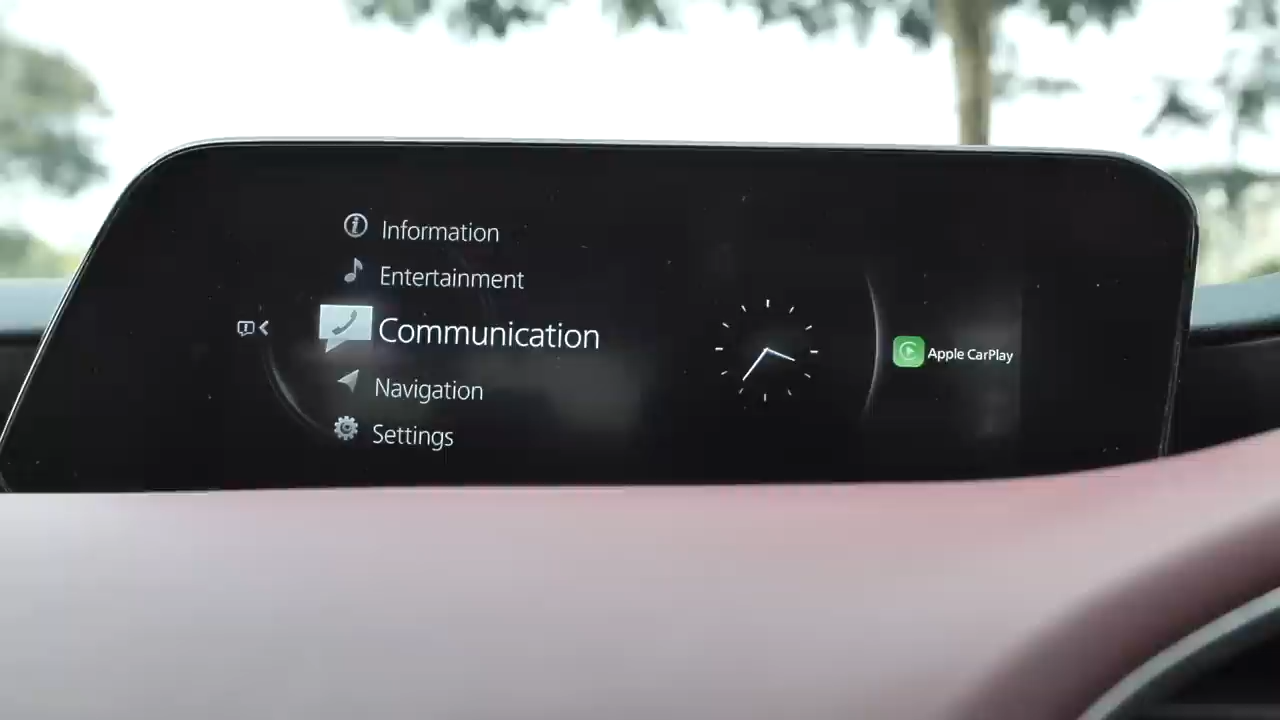 Information
Entertainment
Communication
Navigation
Settings
Apple CarPlay